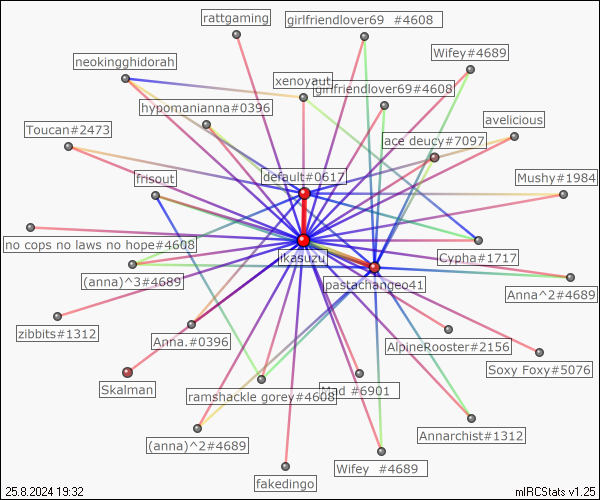 rattgaming
girlfriendlover69 #4608
Wifey#4689
neokingghidorah
xenoyaut
girlfriendlover69#4608
hypomanianna#0396
avelicious
Toucan#2473
ace deucy#7097
default#0617
frisout
Mushy#1984
no cops no laws no hope#4608
ikasuzu
Cypha#1717
(anna)^3#4689
pastachangeo41
Anna^2#4689
zibbits#1312
Anna.#0396
AlpineRooster#2156
Soxy Foxy#5076
Skalman
ramshackle gorey#4608
Mad #6901
Annarchist#1312
(anna)^2#4689
Wifey #4689
fakedingo
25.8.2024 19:32
mIRCStats v1.25